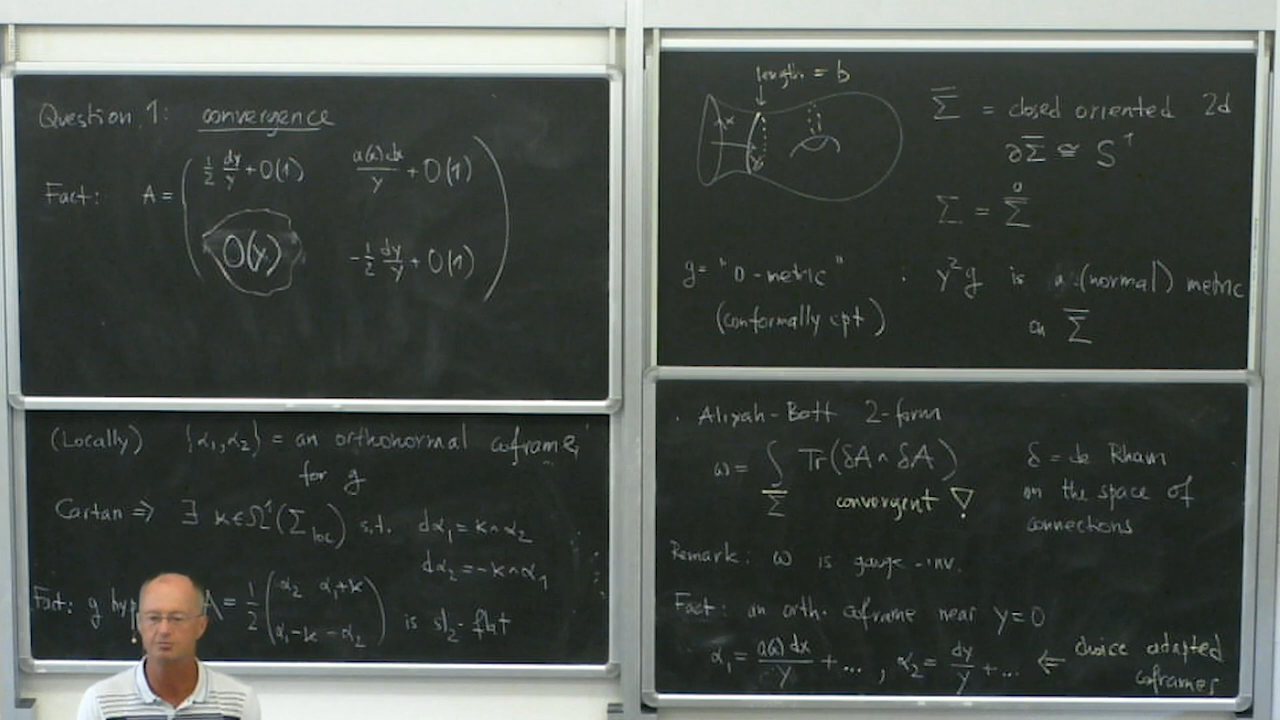 Question 1: convergence
Fact: A = ( ½ dy/y + O(1)   a(x)dx/y + O(1)
O(y)   -½ dy/y + O(1) )
(Locally) {α₁, α₂} = an orthonormal coframe
for g
Cartan ⇒ ∃ κ ∈ Ω¹(Σ_loc) s.t. dα₁ = κ∧α₂
dα₂ = -κ∧α₁
Fact: g hyp A = ½ ( α₂   α₁+κ
α₁-κ   -α₂ ) is sl₂-flat
length = b
x
Σ̅ = closed oriented 2d
∂Σ̅ ≅ S¹
Σ = Σ̊
g = "0-metric" · y²g is a (normal) metric
(conformally cpt) on Σ̅
· Atiyah-Bott 2-form
ω = ∫_Σ Tr(δA ∧ δA) δ = de Rham
convergent ▽ on the space of
connections
Remark: ω is gauge-inv.
Fact: an orth. coframe near y=0
α₁ = a(x)dx/y + ..., α₂ = dy/y + ... ⇐ choice adapted
coframes